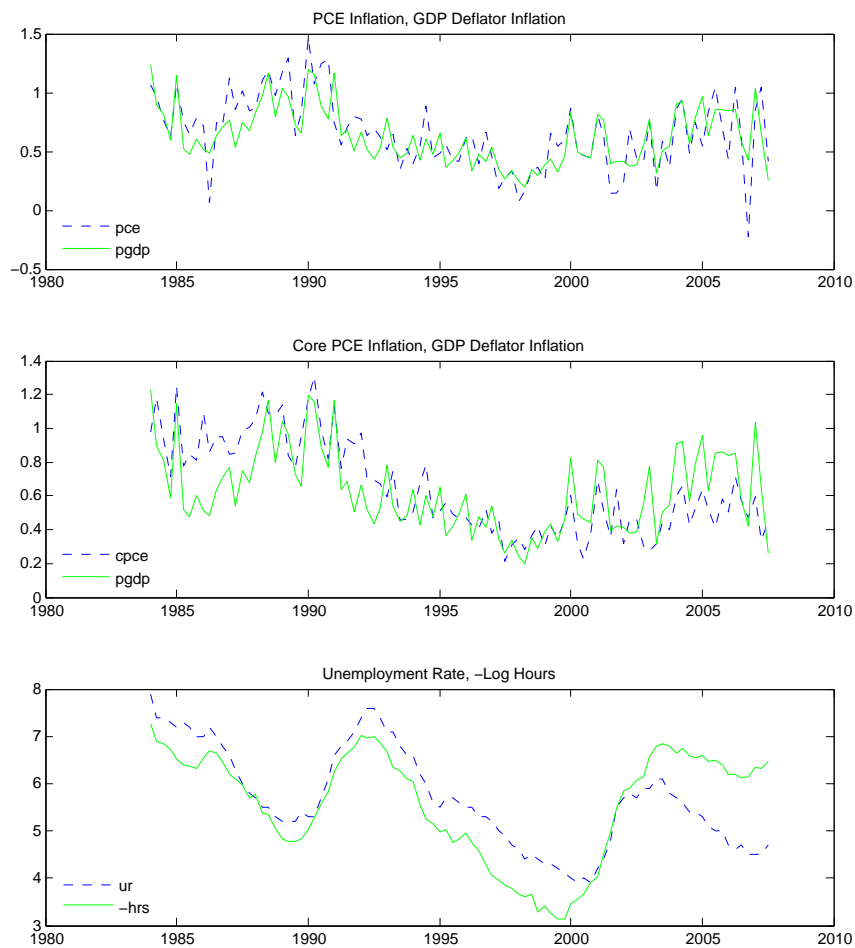 PCE Inflation, GDP Deflator Inflation
1.5
1
0.5
0
−0.5
pce
pgdp
1980 1985 1990 1995 2000 2005 2010
Core PCE Inflation, GDP Deflator Inflation
1.4
1.2
1
0.8
0.6
0.4
0.2
0
cpce
pgdp
1980 1985 1990 1995 2000 2005 2010
Unemployment Rate, −Log Hours
8
7
6
5
4
3
ur
−hrs
1980 1985 1990 1995 2000 2005 2010